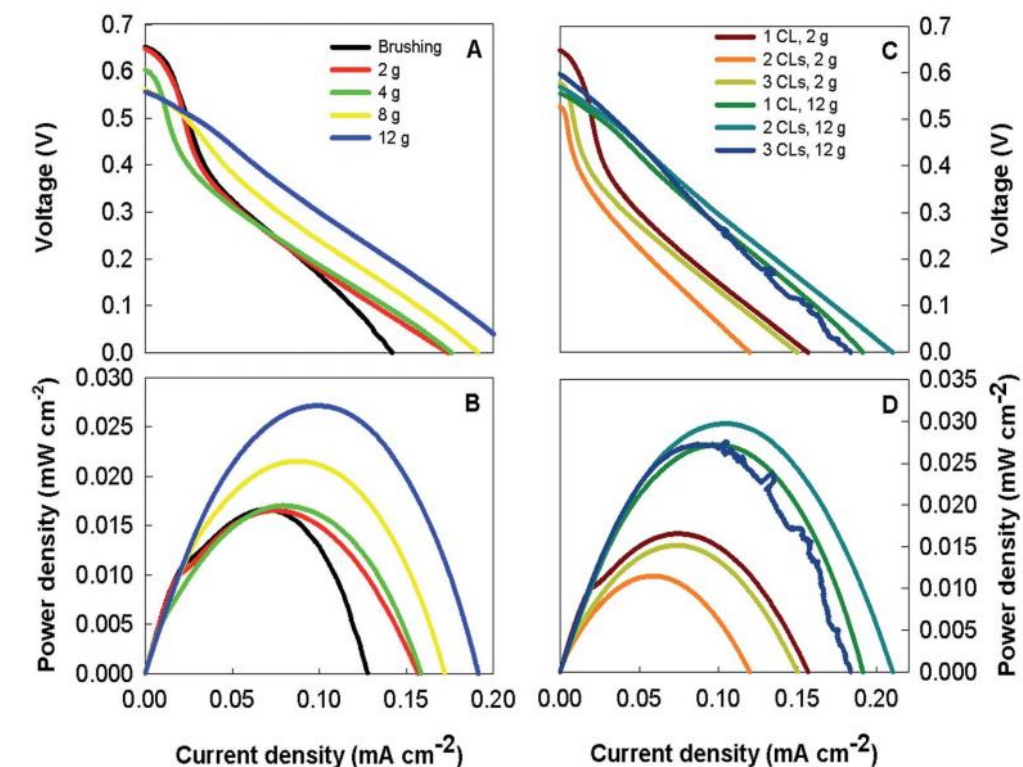 0.7
0.6
0.5
0.4
0.3
0.2
0.1
0.0
Voltage (V)
A
Brushing
2 g
4 g
8 g
12 g
C
1 CL, 2 g
2 CLs, 2 g
3 CLs, 2 g
1 CL, 12 g
2 CLs, 12 g
3 CLs, 12 g
0.7
0.6
0.5
0.4
0.3
0.2
0.1
0.0
Voltage (V)
0.030
0.025
0.020
0.015
0.010
0.005
0.000
Power density (mW cm-2)
B
0.00 0.05 0.10 0.15 0.20
Current density (mA cm-2)
D
0.035
0.030
0.025
0.020
0.015
0.010
0.005
0.000
Power density (mW cm-2)
0.00 0.05 0.10 0.15 0.20
Current density (mA cm-2)